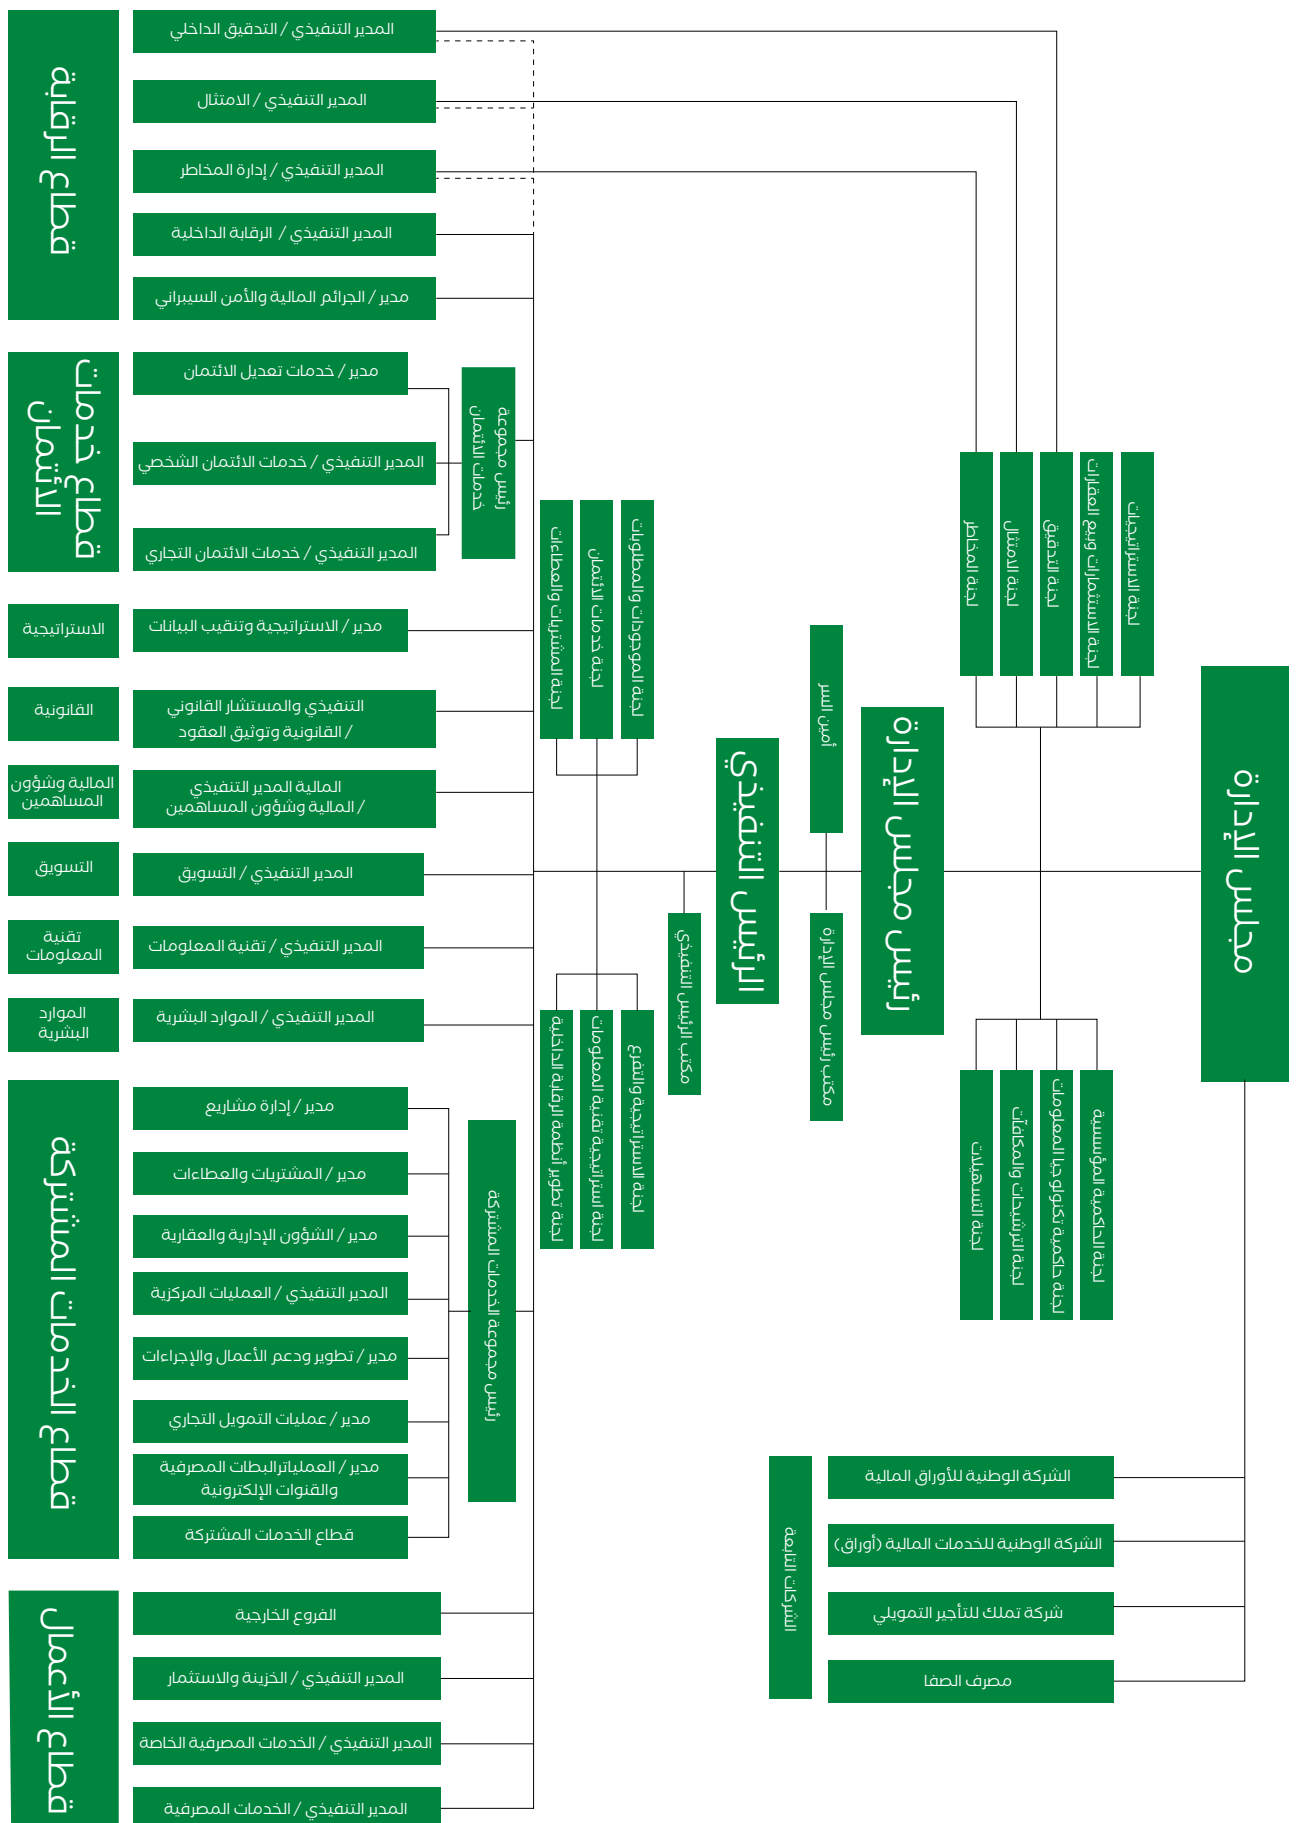 مجلس الإدارة
لجنة الاستراتيجيات
لجنة الاستثمارات وبيع العقارات
لجنة التدقيق
لجنة الامتثال
لجنة المخاطر
لجنة الحاكمية المؤسسية
لجنة حاكمية تكنولوجيا المعلومات
لجنة الترشيحات والمكافآت
لجنة التسهيلات
الشركات التابعة
الشركة الوطنية للأوراق المالية
الشركة الوطنية للخدمات المالية (أوراق)
شركة تملك للتأجير التمويلي
مصرف الصفا
رئيس مجلس الإدارة
أمين السر
مكتب رئيس مجلس الإدارة
الرئيس التنفيذي
مكتب الرئيس التنفيذي
لجنة الموجودات والمطلوبات
لجنة خدمات الائتمان
لجنة المشتريات والعطاءات
لجنة الاستراتيجية والتفرع
لجنة استراتيجية تقنية المعلومات
لجنة تطوير أنظمة الرقابة الداخلية
قطاع الرقابة
المدير التنفيذي / التدقيق الداخلي
المدير التنفيذي / الامتثال
المدير التنفيذي / إدارة المخاطر
المدير التنفيذي / الرقابة الداخلية
مدير / الجرائم المالية والأمن السيبراني
قطاع خدمات
الائتمان
رئيس مجموعة
خدمات الائتمان
مدير / خدمات تعديل الائتمان
المدير التنفيذي / خدمات الائتمان الشخصي
المدير التنفيذي / خدمات الائتمان التجاري
الاستراتيجية
مدير / الاستراتيجية وتنقيب البيانات
القانونية
التنفيذي والمستشار القانوني
/ القانونية وتوثيق العقود
المالية وشؤون
المساهمين
المالية المدير التنفيذي
/ المالية وشؤون المساهمين
التسويق
المدير التنفيذي / التسويق
تقنية
المعلومات
المدير التنفيذي / تقنية المعلومات
الموارد
البشرية
المدير التنفيذي / الموارد البشرية
قطاع الخدمات المشتركة
رئيس مجموعة الخدمات المشتركة
مدير / إدارة مشاريع
مدير / المشتريات والعطاءات
مدير / الشؤون الإدارية والعقارية
المدير التنفيذي / العمليات المركزية
مدير / تطوير ودعم الأعمال والإجراءات
مدير / عمليات التمويل التجاري
مدير / العملياترالبطات المصرفية
والقنوات الإلكترونية
قطاع الخدمات المشتركة
قطاع الأعمال
الفروع الخارجية
المدير التنفيذي / الخزينة والاستثمار
المدير التنفيذي / الخدمات المصرفية الخاصة
المدير التنفيذي / الخدمات المصرفية